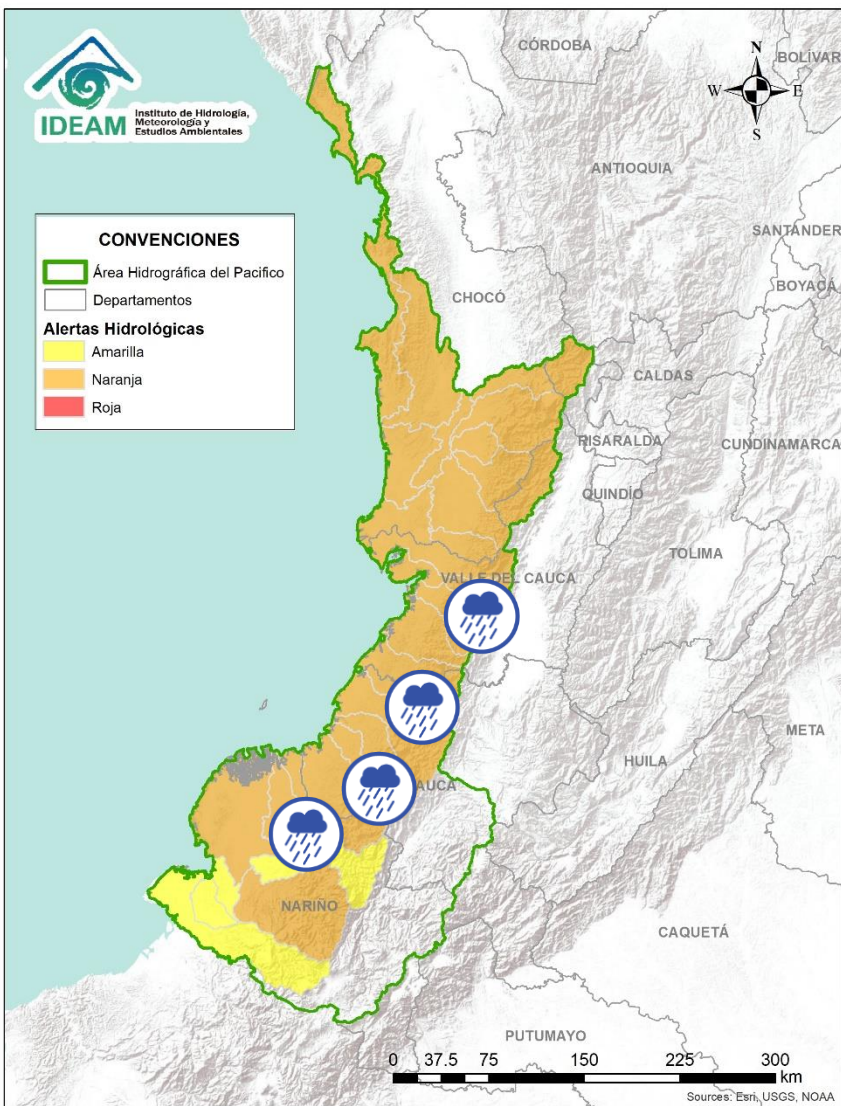 IDEAM
Instituto de Hidrología,
Meteorología y
Estudios Ambientales
CÓRDOBA
BOLÍVAR
N
W
E
S
ANTIOQUIA
SANTANDER
BOYACÁ
CONVENCIONES
Área Hidrográfica del Pacifico
Departamentos
Alertas Hidrológicas
Amarilla
Naranja
Roja
CHOCÓ
CALDAS
RISARALDA
CUNDINAMARCA
QUINDÍO
TOLIMA
VALLE DEL CAUCA
META
HUILA
AUCA
NARIÑO
CAQUETÁ
PUTUMAYO
0 37.5 75 150 225 300
km
Sources: Esri, USGS, NOAA